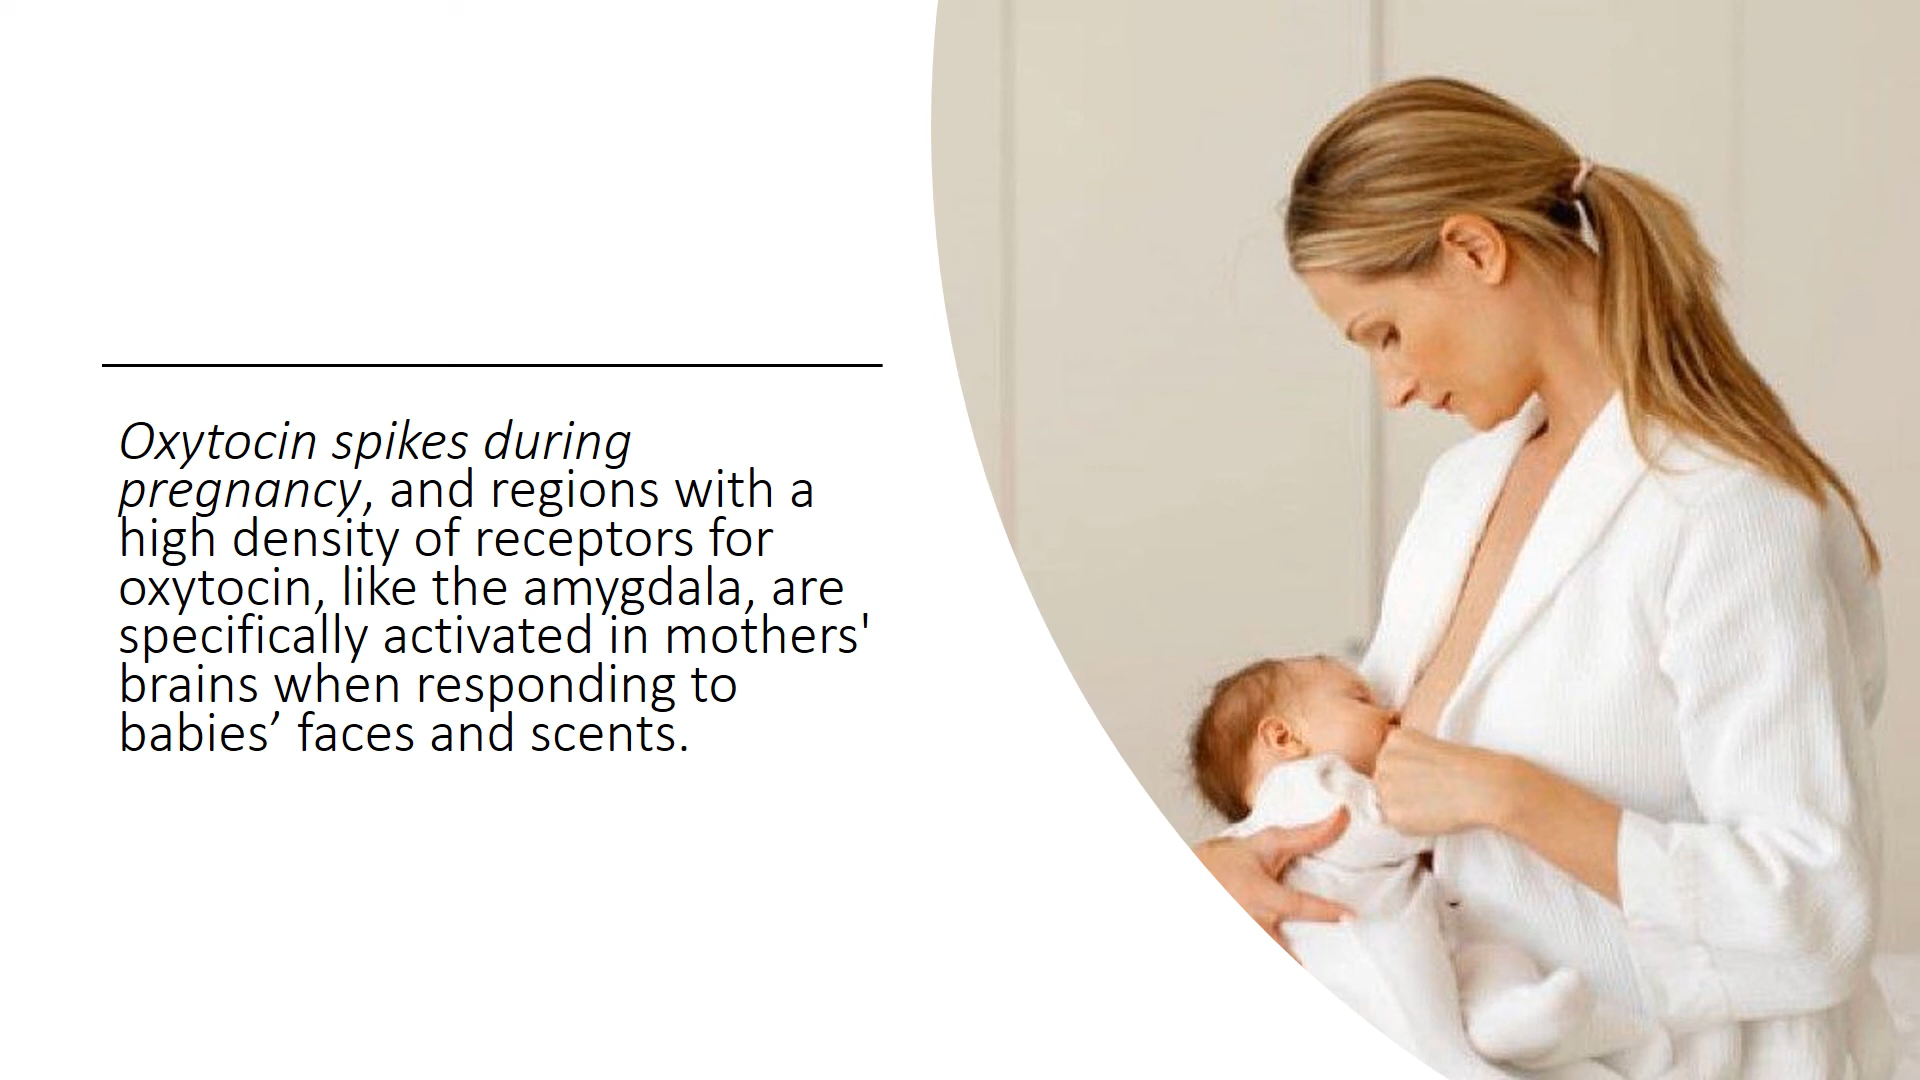 Oxytocin spikes during
pregnancy, and regions with a
high density of receptors for
oxytocin, like the amygdala, are
specifically activated in mothers'
brains when responding to
babies’ faces and scents.